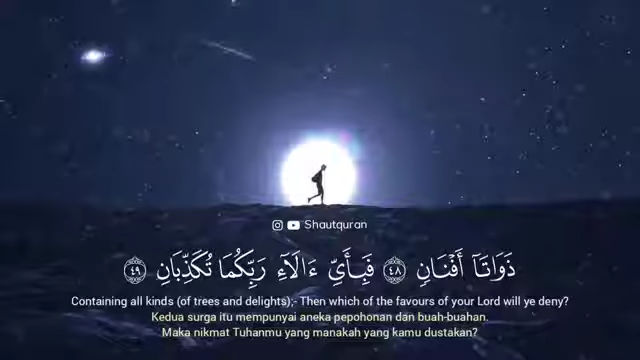 Shautquran
ذَوَاتَآ أَفْنَانٍ ٤٨ فَبِأَىِّ ءَالَآءِ رَبِّكُمَا تُكَذِّبَانِ ٤٩
Containing all kinds (of trees and delights);- Then which of the favours of your Lord will ye deny?
Kedua surga itu mempunyai aneka pepohonan dan buah-buahan.
Maka nikmat Tuhanmu yang manakah yang kamu dustakan?